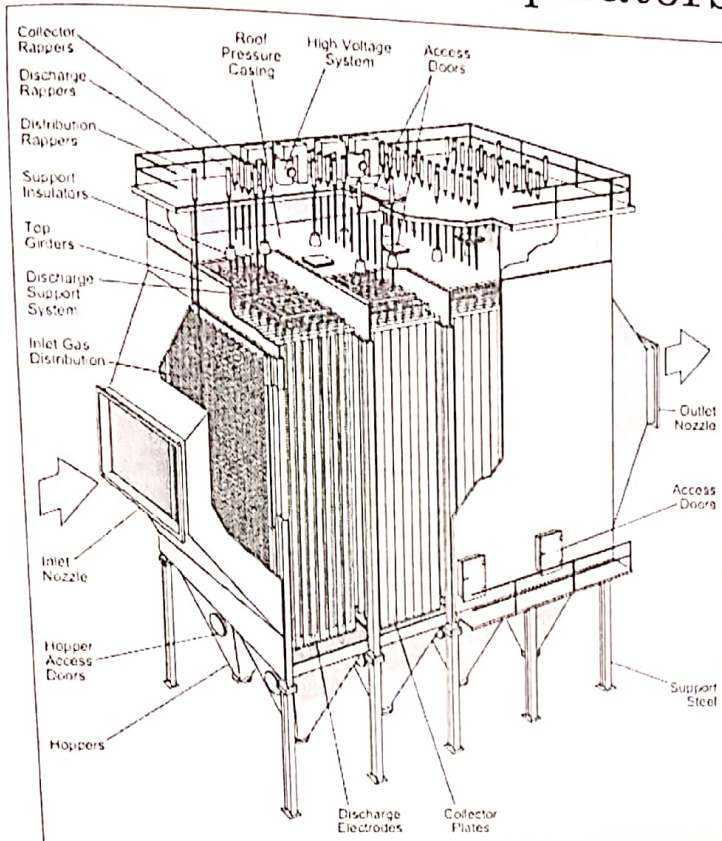 Collector
Rappers
Discharge
Rappers
Distribution
Rappers
Support
Insulators
Top
Girders
Discharge
Support
System
Inlet Gas
Distribution
Inlet
Nozzle
Hopper
Access
Doors
Hoppers
Roof
Pressure
Casing
High Voltage
System
Access
Doors
Outlet
Nozzle
Access
Doors
Support
Steel
Discharge
Electrodes
Collector
Plates